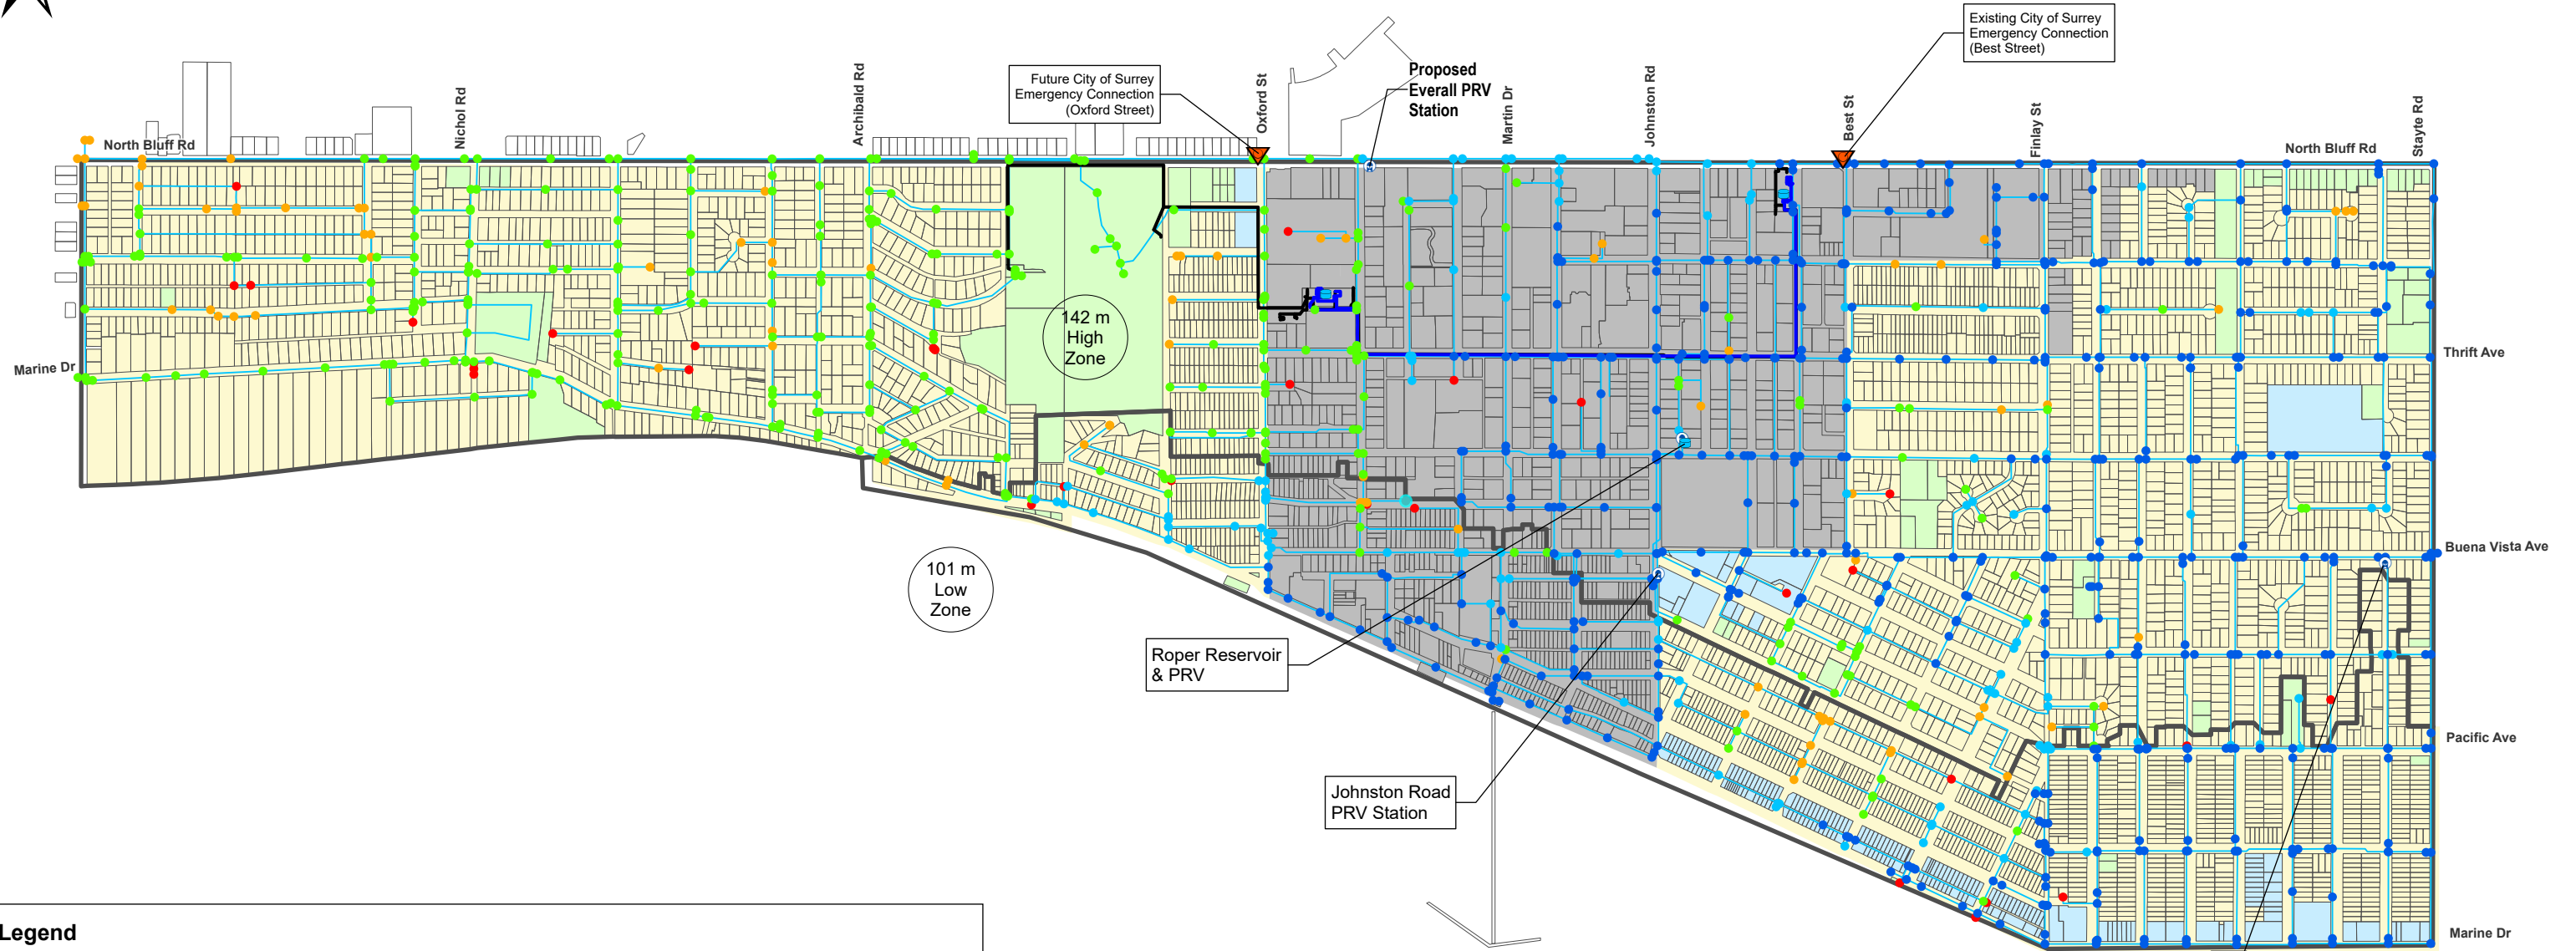 Existing City of Surrey
Emergency Connection
(Best Street)
Future City of Surrey
Emergency Connection
(Oxford Street)
Proposed
Everall PRV
Station
North Bluff Rd
Nichol Rd
Archibald Rd
Oxford St
Martin Dr
Johnston Rd
Best St
Finlay St
North Bluff Rd
Stayte Rd
142 m
High
Zone
Marine Dr
Thrift Ave
101 m
Low
Zone
Buena Vista Ave
Roper Reservoir
& PRV
Pacific Ave
Johnston Road
PRV Station
Legend
Marine Dr